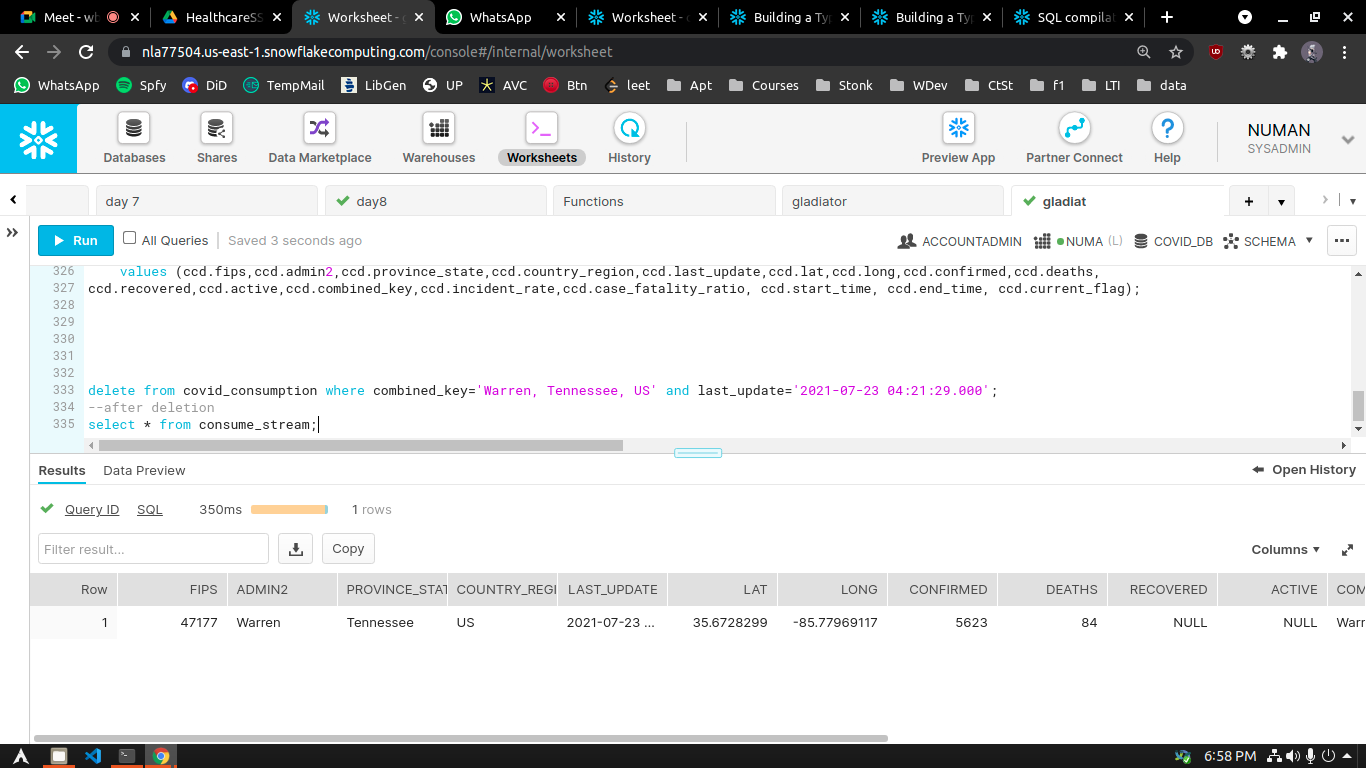 Meet - wb
HealthcareSS
Worksheet - g
WhatsApp
Worksheet - c
Building a Ty
Building a Ty
SQL compilat
nla77504.us-east-1.snowflakecomputing.com/console#/internal/worksheet
WhatsApp Spfy DiD TempMail LibGen UP AVC Btn leet Apt Courses Stonk WDev CtSt f1 LTI data
Databases Shares Data Marketplace Warehouses Worksheets History Preview App Partner Connect Help
NUMAN
SYSADMIN
day 7 day8 Functions gladiator gladiat
Run All Queries Saved 3 seconds ago ACCOUNTADMIN NUMA (L) COVID_DB SCHEMA
326 values (ccd.fips,ccd.admin2,ccd.province_state,ccd.country_region,ccd.last_update,ccd.lat,ccd.long,ccd.confirmed,ccd.deaths,
327 ccd.recovered,ccd.active,ccd.combined_key,ccd.incident_rate,ccd.case_fatality_ratio, ccd.start_time, ccd.end_time, ccd.current_flag);
328
329
330
331
332
333 delete from covid_consumption where combined_key='Warren, Tennessee, US' and last_update='2021-07-23 04:21:29.000';
334 --after deletion
335 select * from consume_stream;
Results Data Preview Open History
Query ID SQL 350ms 1 rows
Filter result... Copy Columns
Row FIPS ADMIN2 PROVINCE_STAT COUNTRY_REGI LAST_UPDATE LAT LONG CONFIRMED DEATHS RECOVERED ACTIVE COM
1 47177 Warren Tennessee US 2021-07-23 ... 35.6728299 -85.77969117 5623 84 NULL NULL Warr
6:58 PM